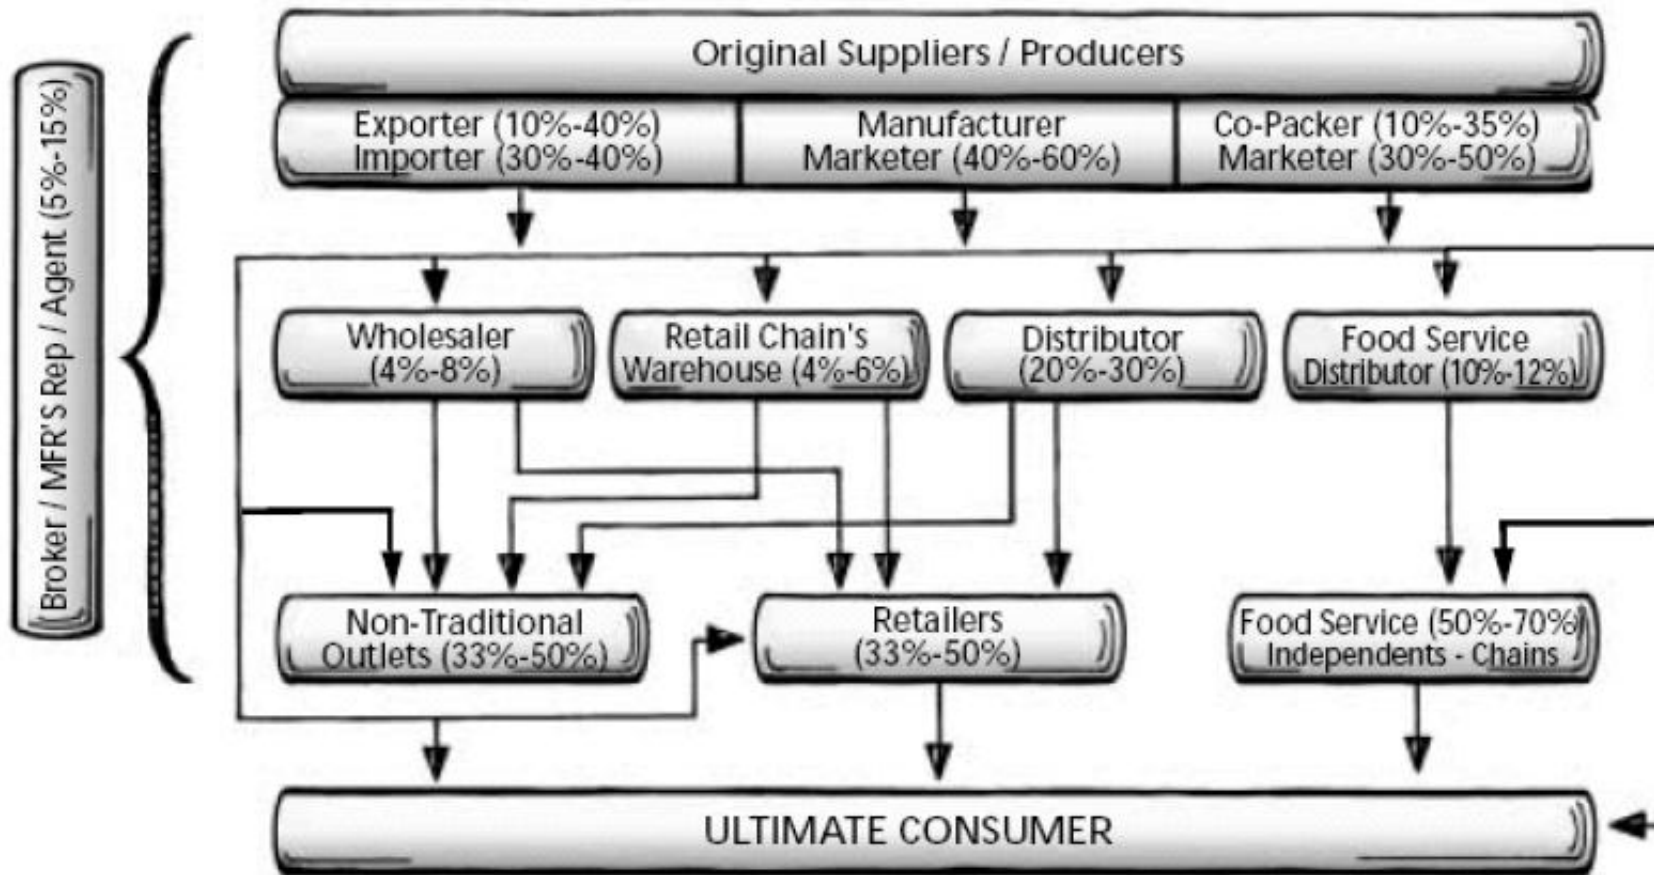 Original Suppliers / Producers
Exporter (10%-40%)
Importer (30%-40%)
Manufacturer
Marketer (40%-60%)
Co-Packer (10%-35%)
Marketer (30%-50%)
Broker / MFR'S Rep / Agent (5%-15%)
Wholesaler
(4%-8%)
Retail Chain's
Warehouse (4%-6%)
Distributor
(20%-30%)
Food Service
Distributor (10%-12%)
Non-Traditional
Outlets (33%-50%)
Retailers
(33%-50%)
Food Service (50%-70%)
Independents - Chains
ULTIMATE CONSUMER